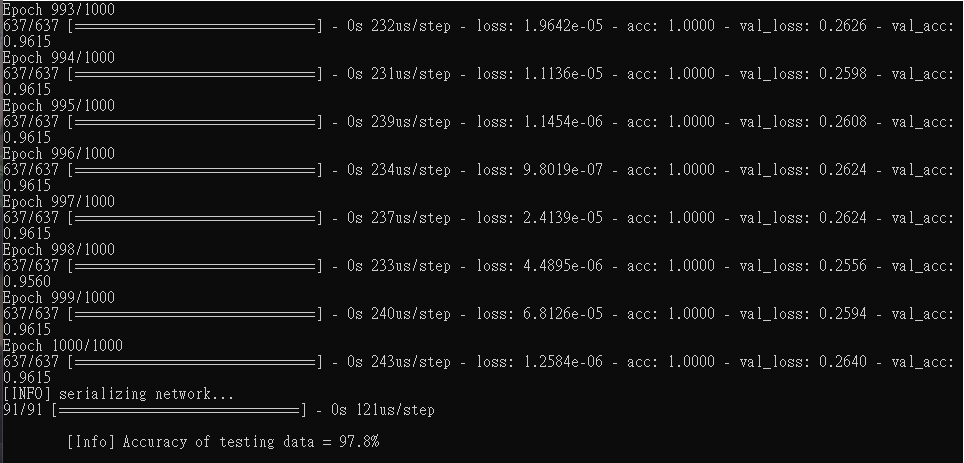 Epoch 993/1000
637/637 [==============================] - 0s 232us/step - loss: 1.9642e-05 - acc: 1.0000 - val_loss: 0.2626 - val_acc:
0.9615
Epoch 994/1000
637/637 [==============================] - 0s 231us/step - loss: 1.1136e-05 - acc: 1.0000 - val_loss: 0.2598 - val_acc:
0.9615
Epoch 995/1000
637/637 [==============================] - 0s 239us/step - loss: 1.1454e-06 - acc: 1.0000 - val_loss: 0.2608 - val_acc:
0.9615
Epoch 996/1000
637/637 [==============================] - 0s 234us/step - loss: 9.8019e-07 - acc: 1.0000 - val_loss: 0.2624 - val_acc:
0.9615
Epoch 997/1000
637/637 [==============================] - 0s 237us/step - loss: 2.4139e-05 - acc: 1.0000 - val_loss: 0.2624 - val_acc:
0.9615
Epoch 998/1000
637/637 [==============================] - 0s 233us/step - loss: 4.4895e-06 - acc: 1.0000 - val_loss: 0.2556 - val_acc:
0.9560
Epoch 999/1000
637/637 [==============================] - 0s 240us/step - loss: 6.8126e-05 - acc: 1.0000 - val_loss: 0.2594 - val_acc:
0.9615
Epoch 1000/1000
637/637 [==============================] - 0s 243us/step - loss: 1.2584e-06 - acc: 1.0000 - val_loss: 0.2640 - val_acc:
0.9615
[INFO] serializing network...
91/91 [==============================] - 0s 121us/step
[Info] Accuracy of testing data = 97.8%